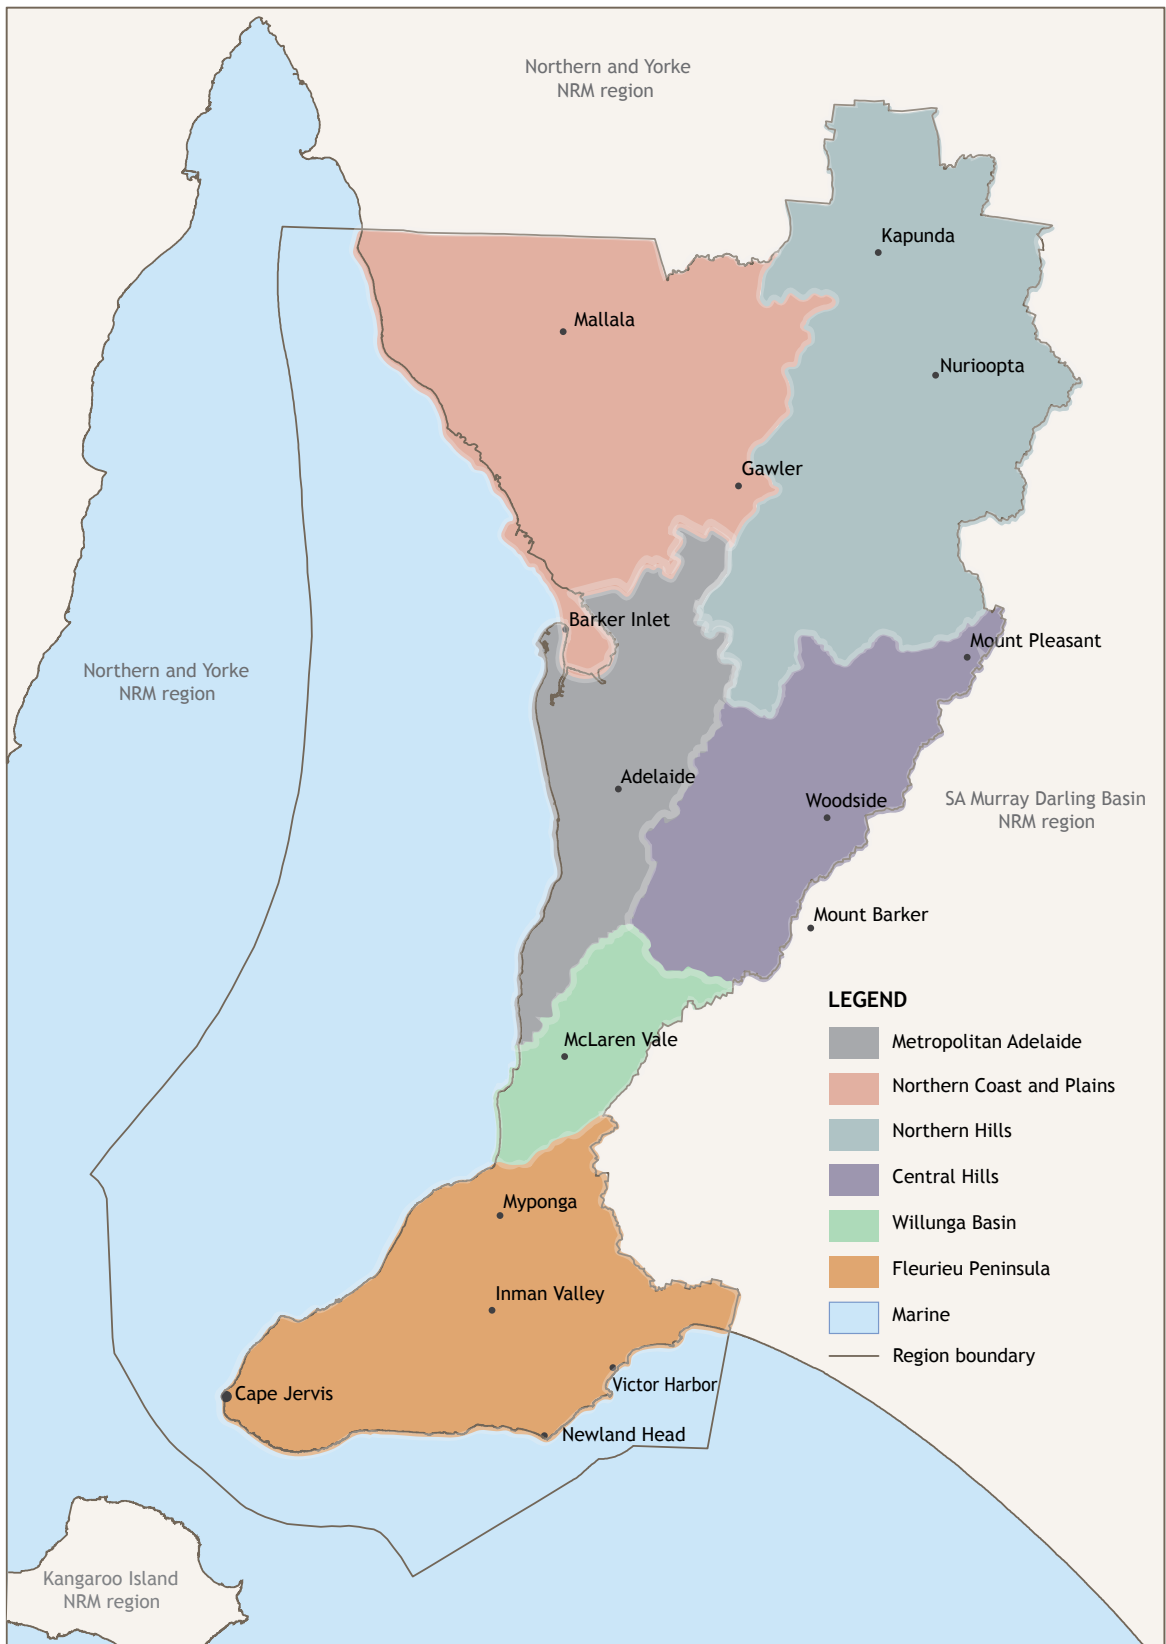 Northern and Yorke
NRM region
Kapunda
Mallala
Nurioopta
Gawler
Barker Inlet
Mount Pleasant
Northern and Yorke
NRM region
Adelaide
Woodside
SA Murray Darling Basin
NRM region
Mount Barker
McLaren Vale
Myponga
Inman Valley
Victor Harbor
Cape Jervis
Newland Head
Kangaroo Island
NRM region
LEGEND
Metropolitan Adelaide
Northern Coast and Plains
Northern Hills
Central Hills
Willunga Basin
Fleurieu Peninsula
Marine
Region boundary